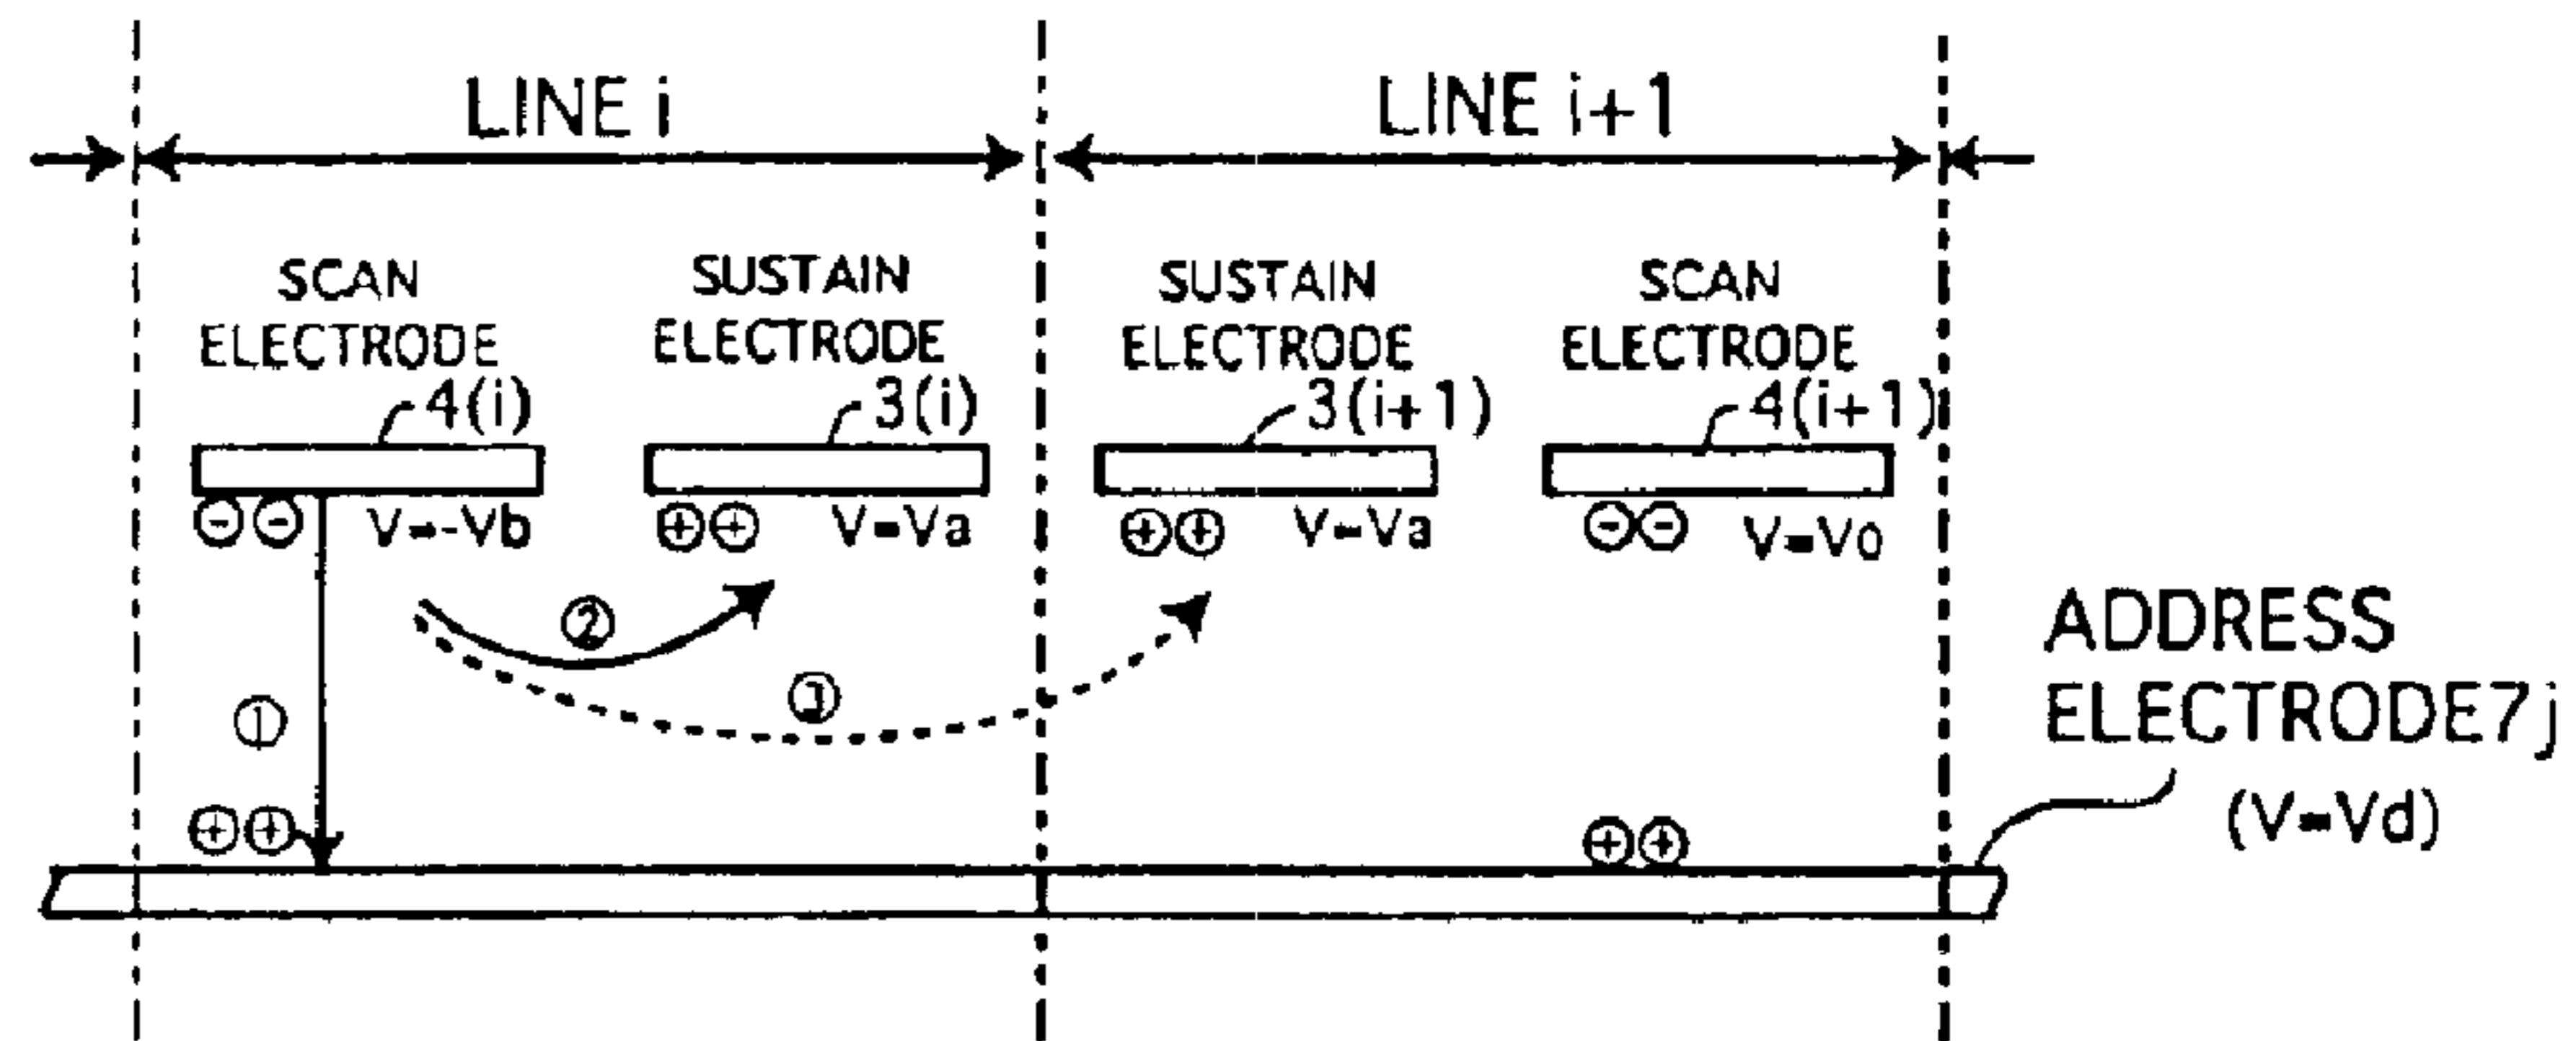 LINE i
LINE i+1
SCAN
ELECTRODE
4(i)
SUSTAIN
ELECTRODE
3(i)
SUSTAIN
ELECTRODE
3(i+1)
SCAN
ELECTRODE
4(i+1)
⊖⊖ V=-Vb
⊕⊕ V=Va
⊕⊕ V=Va
⊖⊖ V=Vo
②
③
①
⊕⊕
⊕⊕
ADDRESS
ELECTRODE7j
(V=Vd)